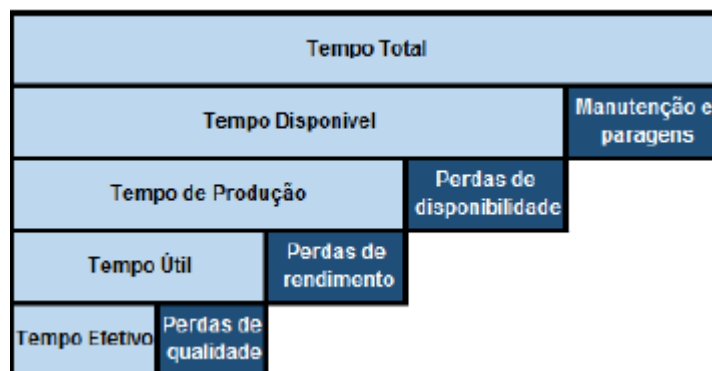 Tempo Total
Tempo Disponivel
Manutenção e
paragens
Tempo de Produção
Perdas de
disponibilidade
Tempo Útil
Perdas de
rendimento
Tempo Efetivo
Perdas de
qualidade